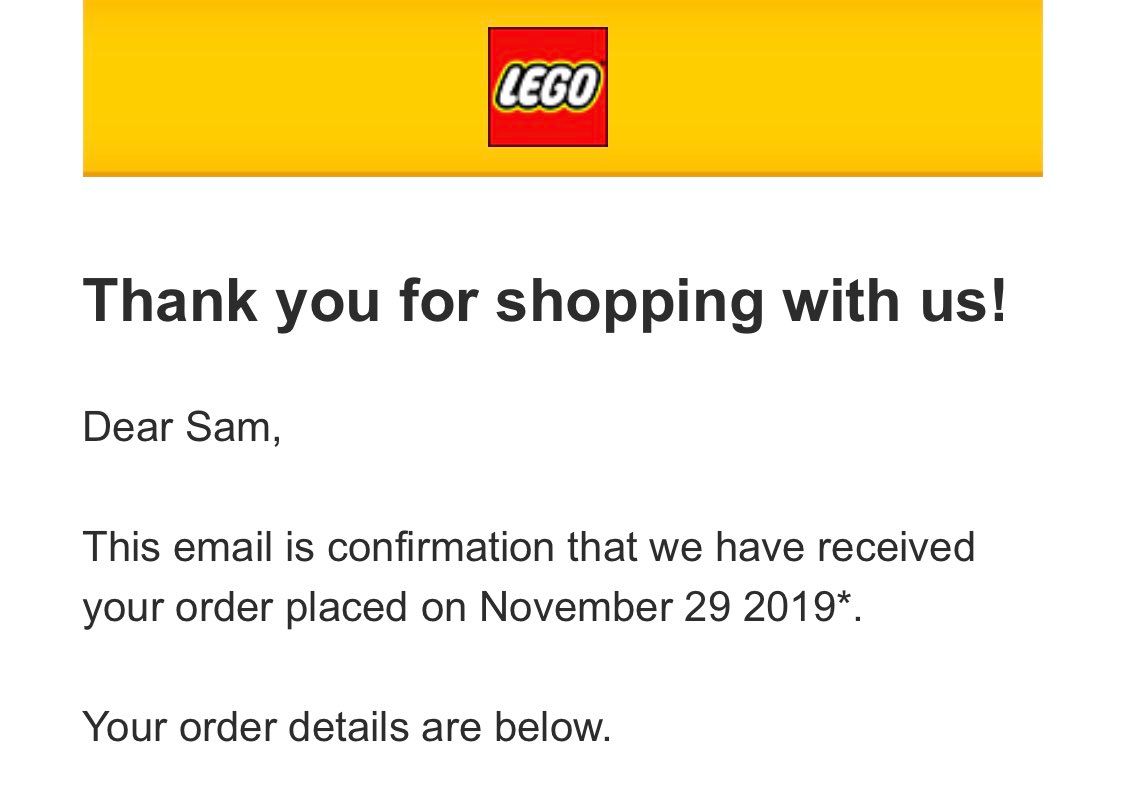 LEGO
Thank you for shopping with us!
Dear Sam,
This email is confirmation that we have received
your order placed on November 29 2019*.
Your order details are below.